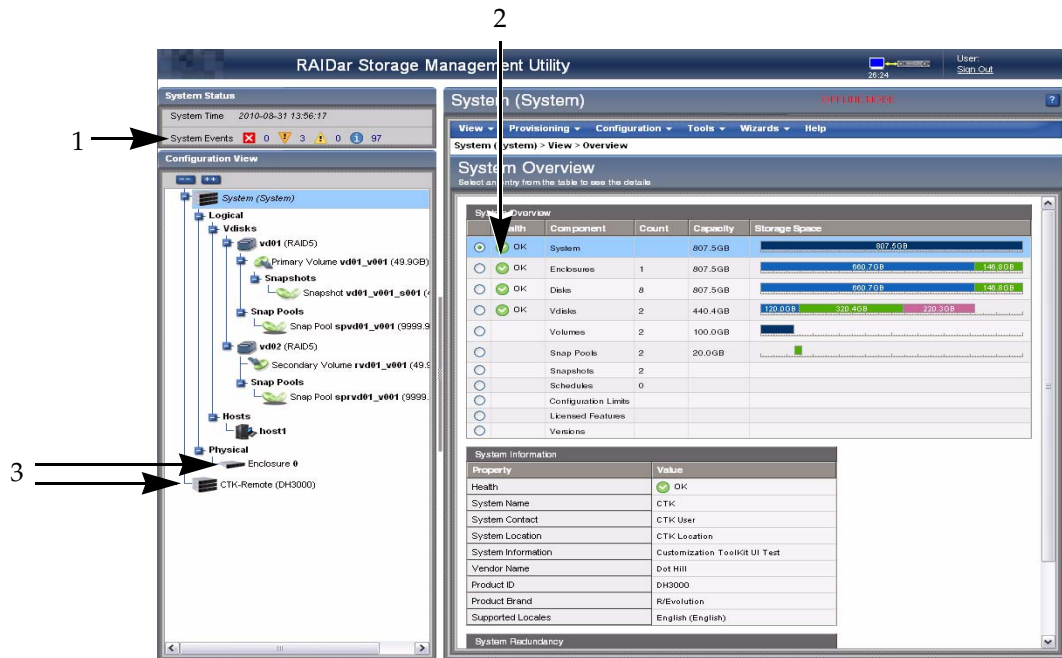 2
RAIDar Storage Management Utility
26:24
User:
Sign Out
System Status
System Time 2010-08-31 13:56:17
1
System Events 0 3 0 97
Configuration View
System (System)
Logical
Vdisks
vd01 (RAID5)
Primary Volume vd01_v001 (49.9GB)
Snapshots
Snapshot vd01_v001_s001 (4
Snap Pools
Snap Pool spvd01_v001 (9999.9
vd02 (RAID5)
Secondary Volume rvd01_v001 (49.9
Snap Pools
Snap Pool sprvd01_v001 (9999.
Hosts
host1
Physical
3
Enclosure 0
CTK-Remote (DH3000)
System (System)
OFFLINE MODE
?
View Provisioning Configuration Tools Wizards Help
System (System) > View > Overview
System Overview
Select an entry from the table to see the details
System Overview
Health Component Count Capacity Storage Space
OK System 807.5GB 807.5GB
OK Enclosures 1 807.5GB 660.7GB 146.8GB
OK Disks 8 807.5GB 660.7GB 146.8GB
OK Vdisks 2 440.4GB 120.0GB 320.4GB 220.3GB
Volumes 2 100.0GB
Snap Pools 2 20.0GB
Snapshots 2
Schedules 0
Configuration Limits
Licensed Features
Versions
System Information
Property Value
Health OK
System Name CTK
System Contact CTK User
System Location CTK Location
System Information Customization ToolKit UI Test
Vendor Name Dot Hill
Product ID DH3000
Product Brand R/Evolution
Supported Locales English (English)
System Redundancy